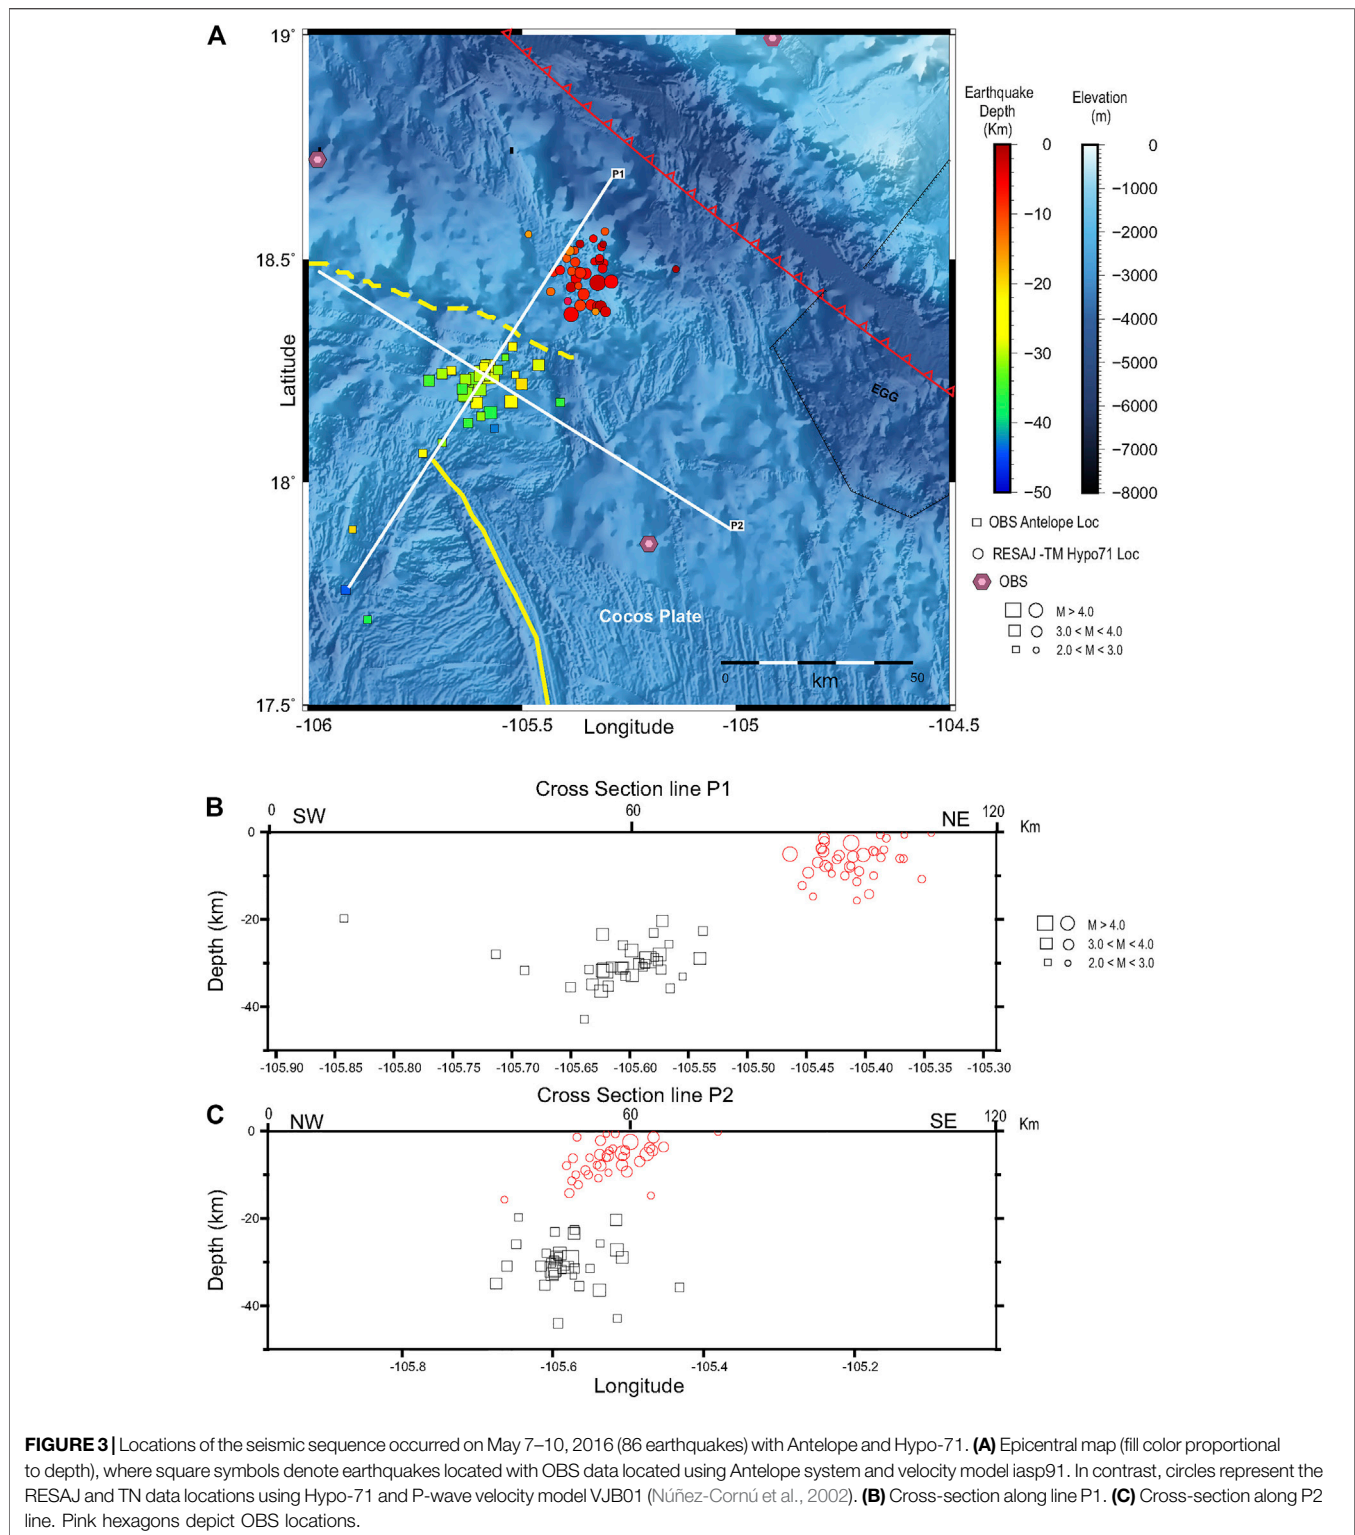 A
19°
18.5°
18°
17.5°
Latitude
-106
-105.5
-105
-104.5
Longitude
P1
P2
EGG
Cocos Plate
0
50
km
Earthquake
Depth
(Km)
0
−10
−20
−30
−40
−50
Elevation
(m)
0
−1000
−2000
−3000
−4000
−5000
−6000
−7000
−8000
OBS Antelope Loc
RESAJ -TM Hypo71 Loc
OBS
M > 4.0
3.0 < M < 4.0
2.0 < M < 3.0
B
Cross Section line P1
0
60
120
Km
SW
NE
0
-20
-40
Depth (km)
-105.90
-105.85
-105.80
-105.75
-105.70
-105.65
-105.60
-105.55
-105.50
-105.45
-105.40
-105.35
-105.30
M > 4.0
3.0 < M < 4.0
2.0 < M < 3.0
C
Cross Section line P2
0
60
120
Km
NW
SE
0
-20
-40
Depth (km)
-105.8
-105.6
-105.4
-105.2
Longitude
FIGURE 3 | Locations of the seismic sequence occurred on May 7–10, 2016 (86 earthquakes) with Antelope and Hypo-71. (A) Epicentral map (fill color proportional
to depth), where square symbols denote earthquakes located with OBS data located using Antelope system and velocity model iasp91. In contrast, circles represent the
RESAJ and TN data locations using Hypo-71 and P-wave velocity model VJB01 (Núñez-Cornú et al., 2002). (B) Cross-section along line P1. (C) Cross-section along P2
line. Pink hexagons depict OBS locations.